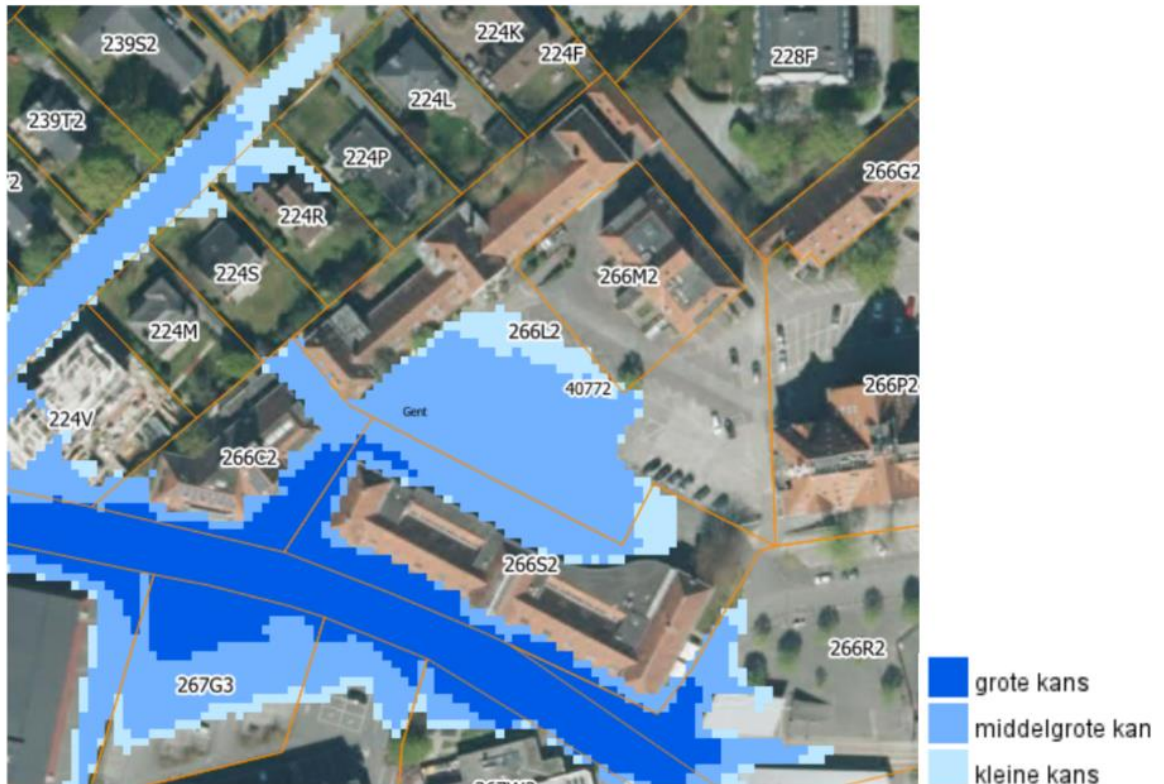 239S2
224K
224F
228F
239T2
224L
224P
266G2
224R
224S
266M2
224M
266L2
40772
266P2
Gent
224V
266C2
266S2
266R2
267G3
grote kans
middelgrote kan
kleine kans